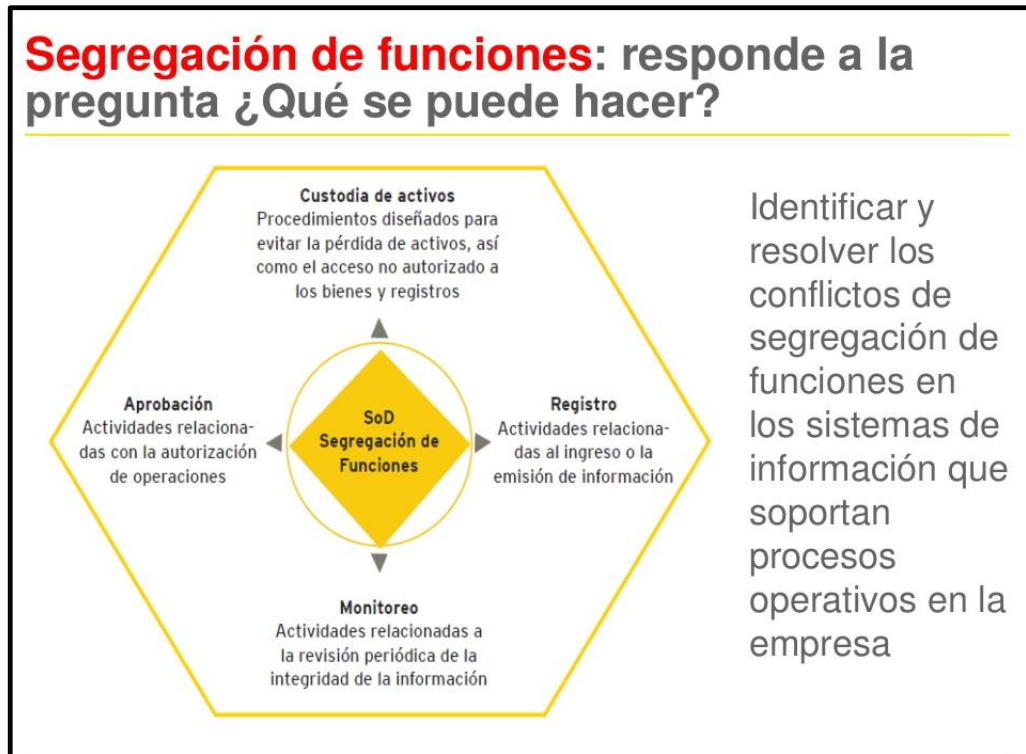 Segregación de funciones: responde a la
pregunta ¿Qué se puede hacer?
Custodia de activos
Procedimientos diseñados para
evitar la pérdida de activos, así
como el acceso no autorizado a
los bienes y registros
Aprobación
Actividades relaciona-
das con la autorización
de operaciones
SoD
Segregación de
Funciones
Registro
Actividades relaciona-
das al ingreso o la
emisión de información
Monitoreo
Actividades relacionadas a
la revisión periódica de la
integridad de la información
Identificar y
resolver los
conflictos de
segregación de
funciones en
los sistemas de
información que
soportan
procesos
operativos en la
empresa